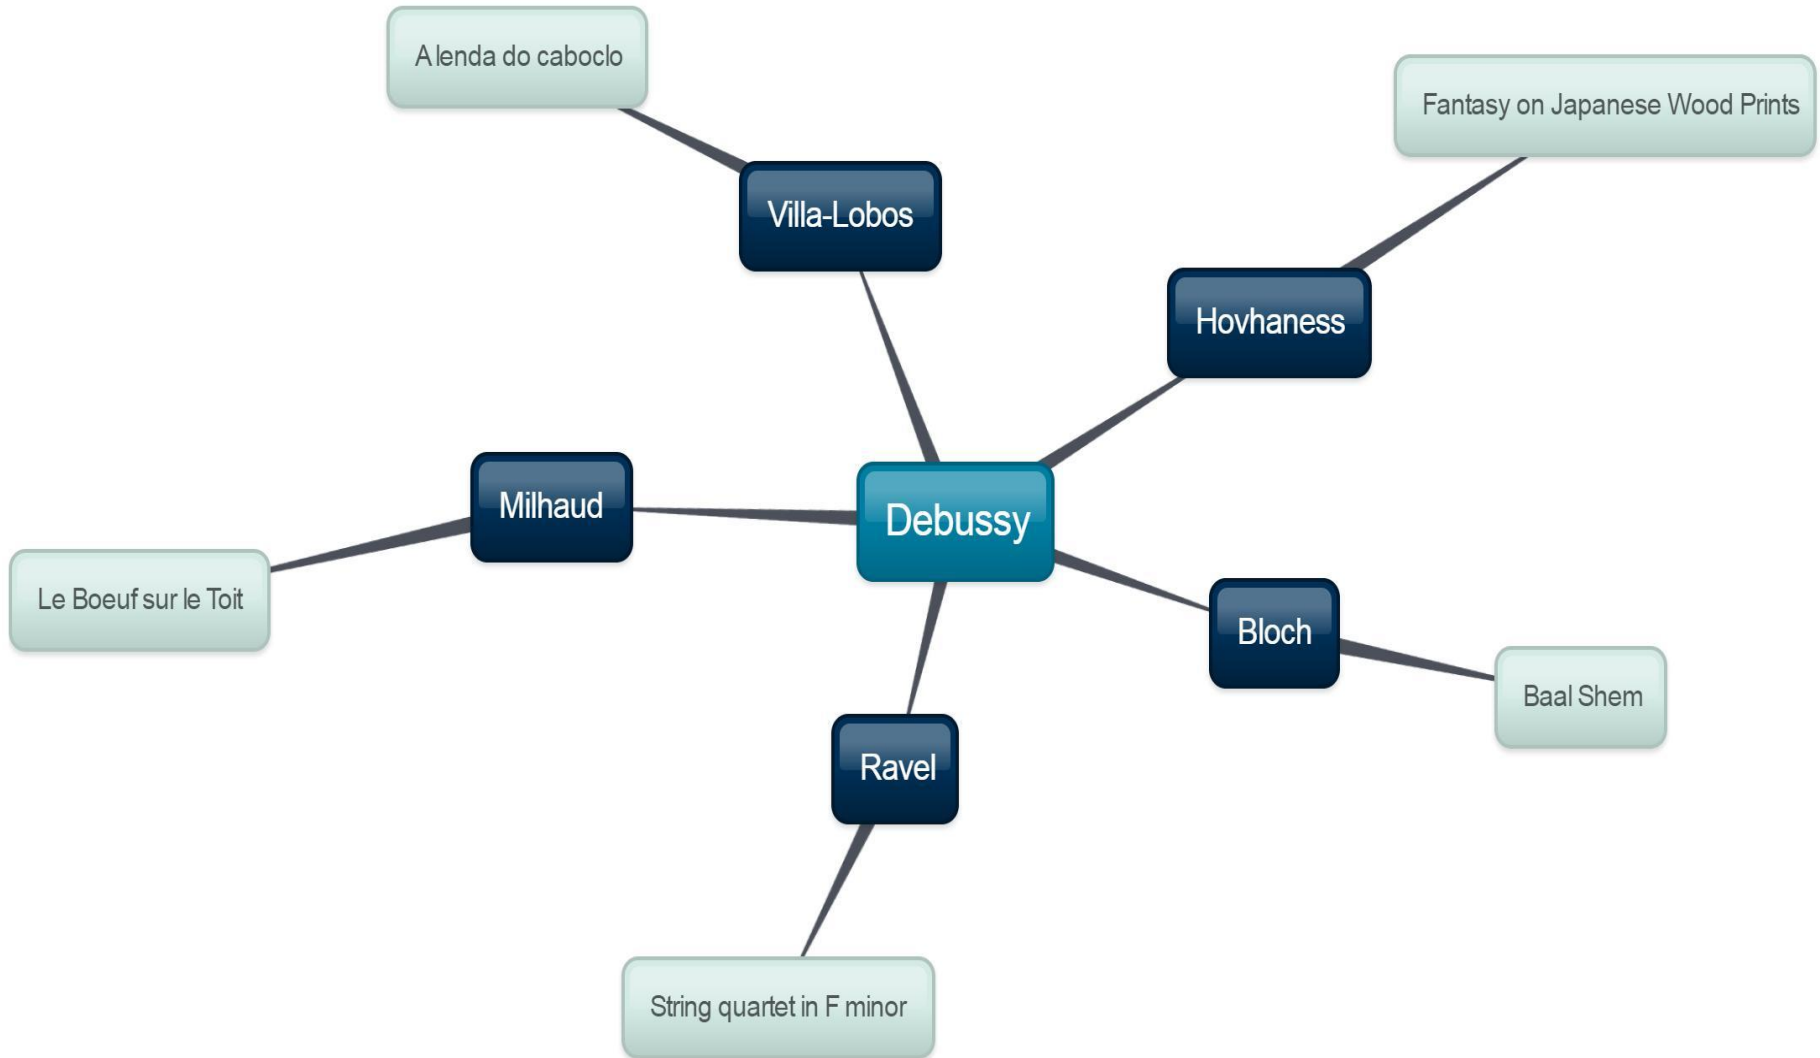 A lenda do caboclo
Fantasy on Japanese Wood Prints
Villa-Lobos
Hovhaness
Milhaud
Debussy
Le Boeuf sur le Toit
Bloch
Baal Shem
Ravel
String quartet in F minor